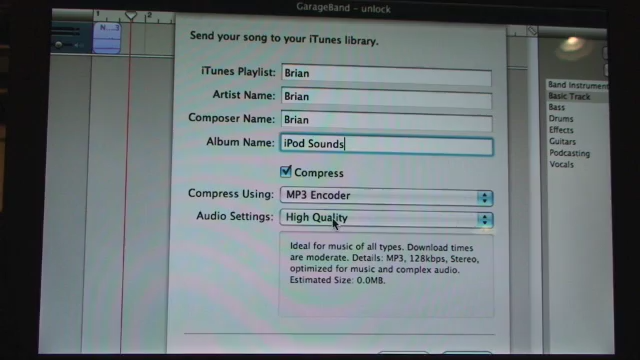 GarageBand - unlock
1
2
N...3
Send your song to your iTunes library.
iTunes Playlist: Brian
Artist Name: Brian
Composer Name: Brian
Album Name: iPod Sounds
Compress
Compress Using: MP3 Encoder
Audio Settings: High Quality
Ideal for music of all types. Download times
are moderate. Details: MP3, 128kbps, Stereo,
optimized for music and complex audio.
Estimated Size: 0.0MB.
Band Instrument
Basic Track
Bass
Drums
Effects
Guitars
Podcasting
Vocals